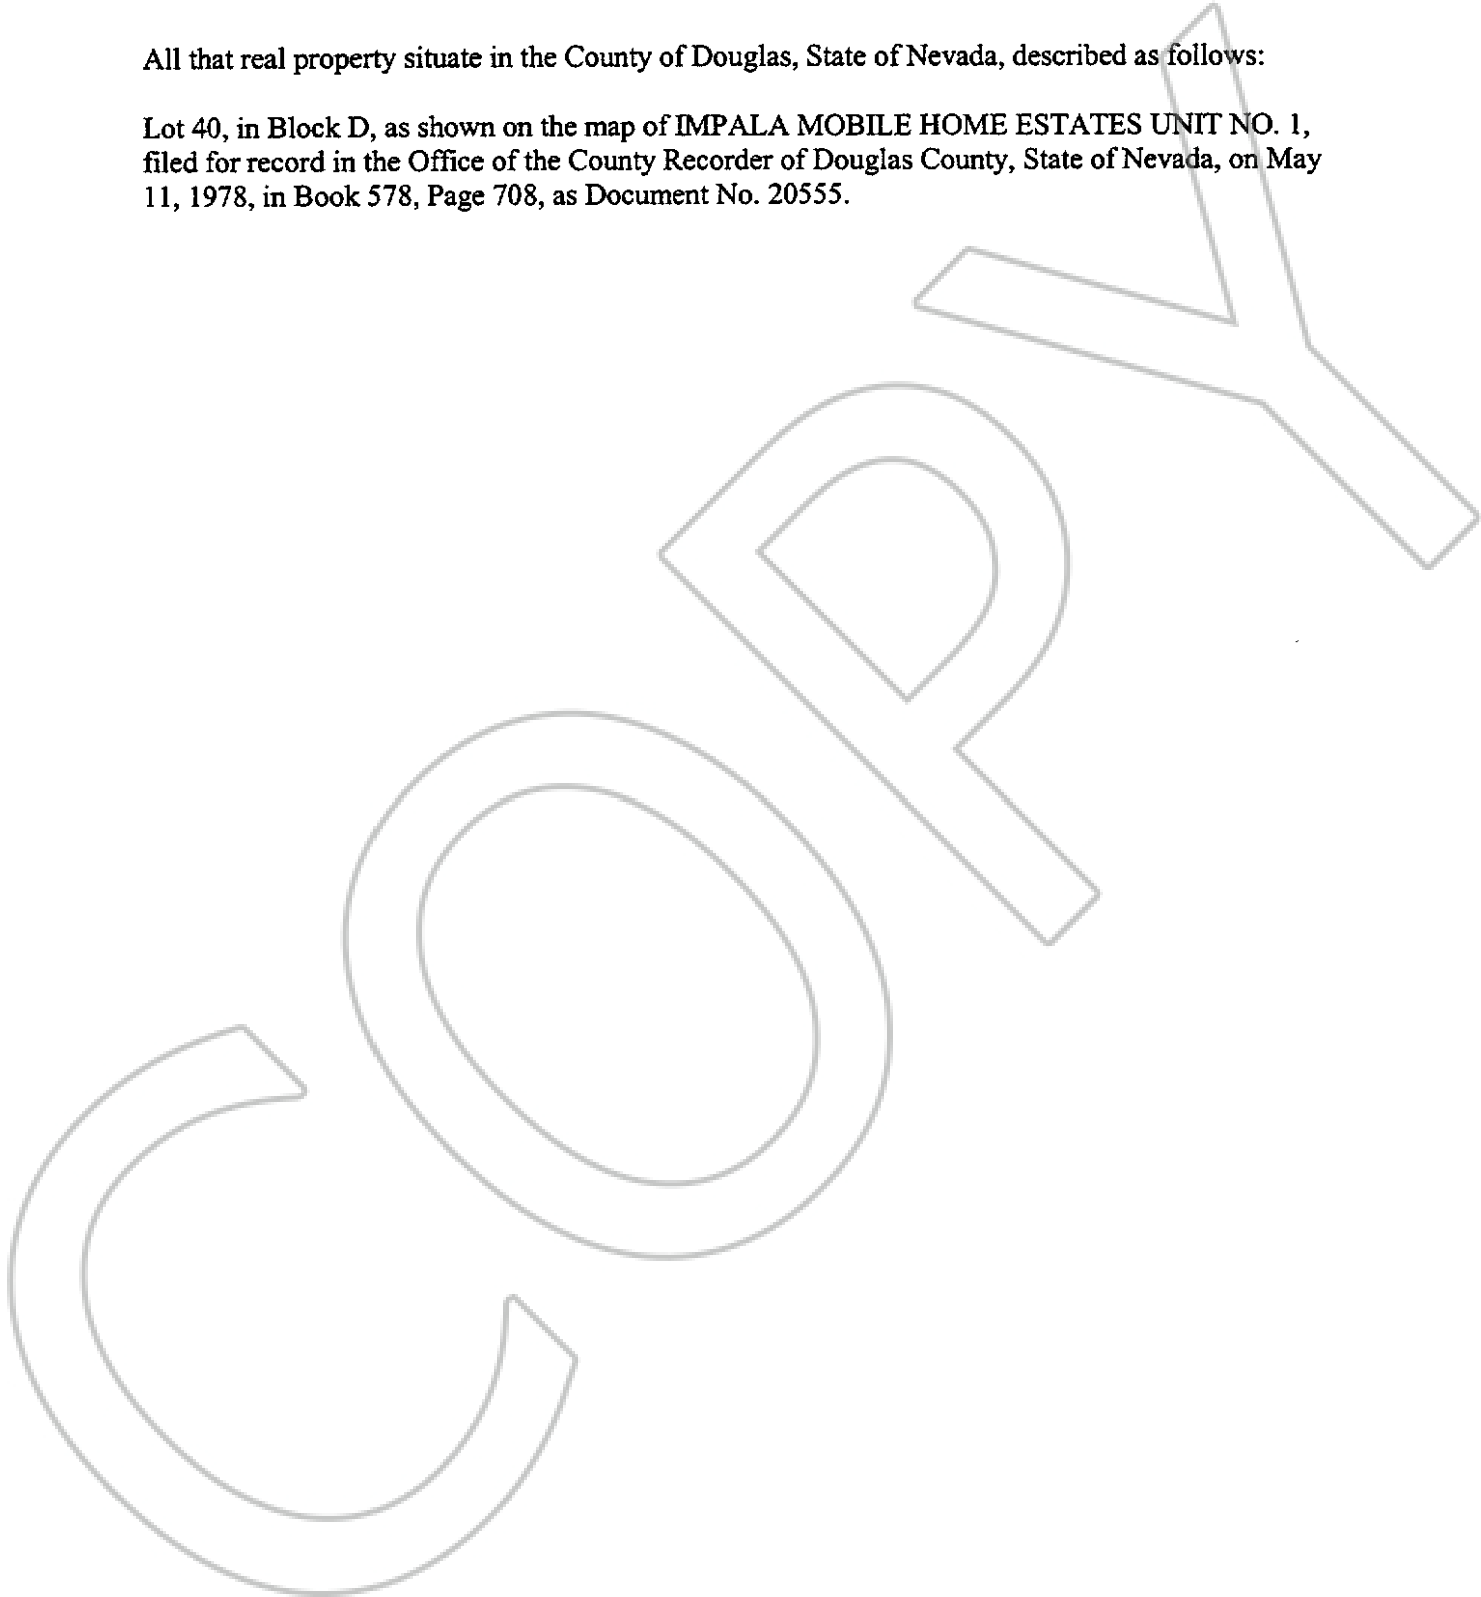 All that real property situate in the County of Douglas, State of Nevada, described as follows:
Lot 40, in Block D, as shown on the map of IMPALA MOBILE HOME ESTATES UNIT NO. 1,
filed for record in the Office of the County Recorder of Douglas County, State of Nevada, on May
11, 1978, in Book 578, Page 708, as Document No. 20555.
COPY